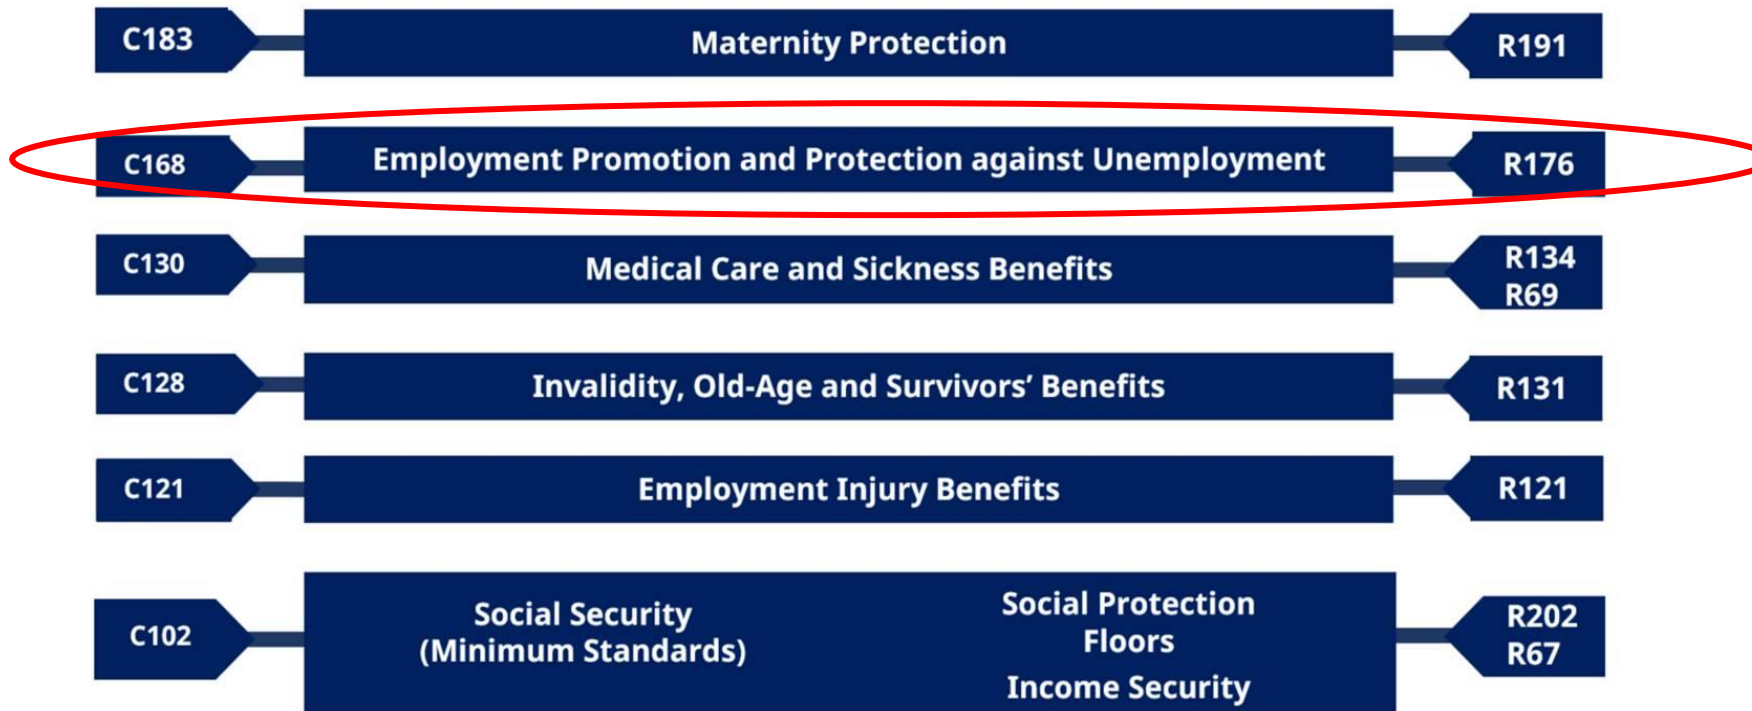 C183
Maternity Protection
R191
C168
Employment Promotion and Protection against Unemployment
R176
C130
Medical Care and Sickness Benefits
R134
R69
C128
Invalidity, Old-Age and Survivors’ Benefits
R131
C121
Employment Injury Benefits
R121
C102
Social Security
(Minimum Standards)
Social Protection
Floors
Income Security
R202
R67